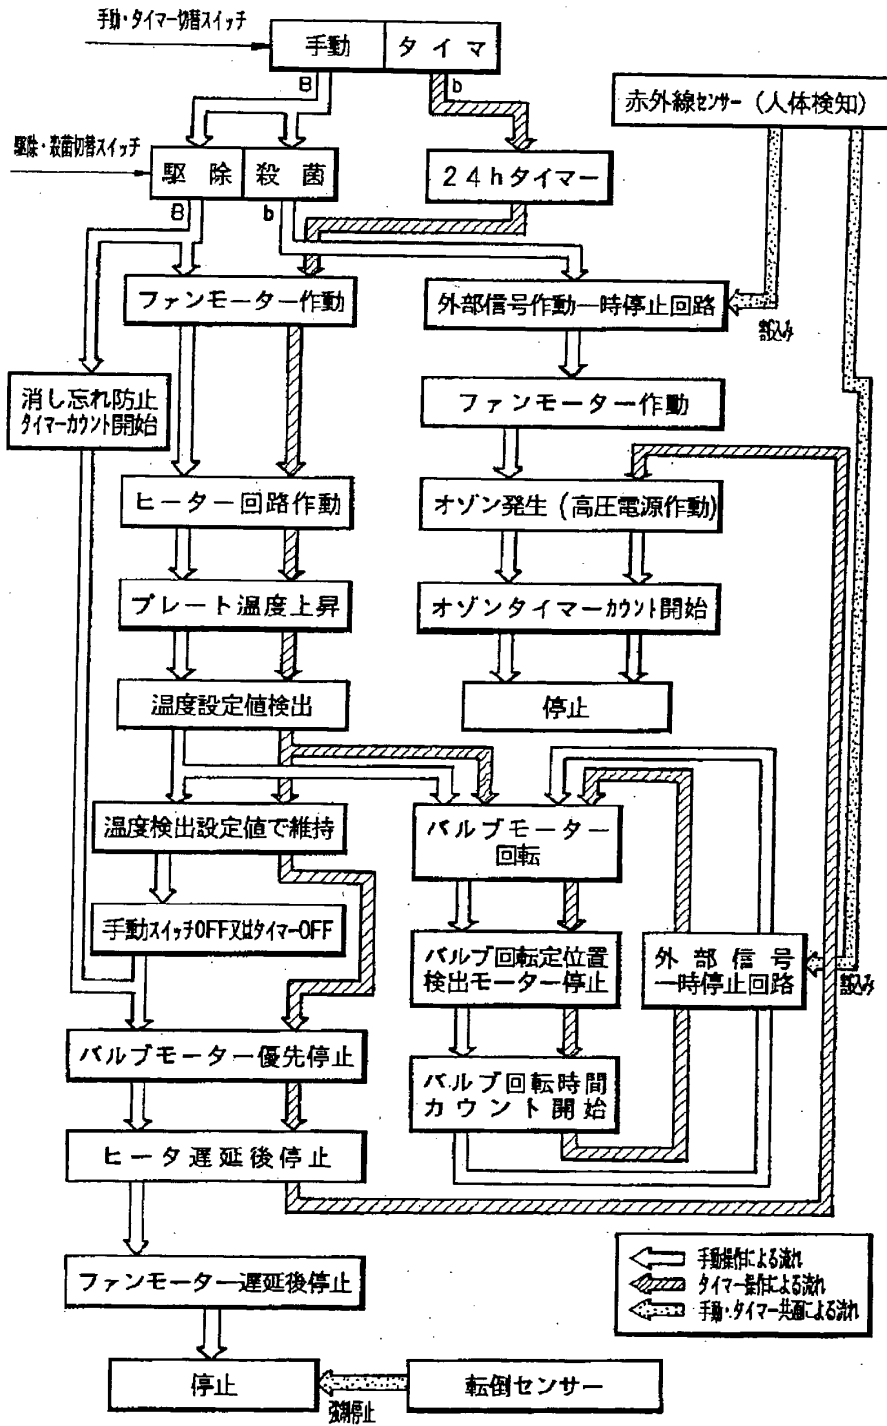 手動・タイマー切替スイッチ
手動 タイマ
a b
赤外線センサー(人体検知)
駆除・殺菌切替スイッチ
駆除 殺菌
a b
24hタイマー
ファンモーター作動
外部信号作動一時停止回路
割込み
消し忘れ防止
タイマーカウント開始
ファンモーター作動
ヒーター回路作動
オゾン発生(高圧電源作動)
プレート温度上昇
オゾンタイマーカウント開始
温度設定値検出
停止
温度検出設定値で維持
バルブモーター
回転
手動スイッチOFF又はタイマーOFF
バルブ回転定位置
検出モーター停止
外部信号
一時停止回路
割込み
バルブモーター優先停止
バルブ回転時間
カウント開始
ヒータ遅延後停止
ファンモーター遅延後停止
手動操作による流れ
タイマー操作による流れ
手動・タイマー共通による流れ
停止
強制停止
転倒センサー